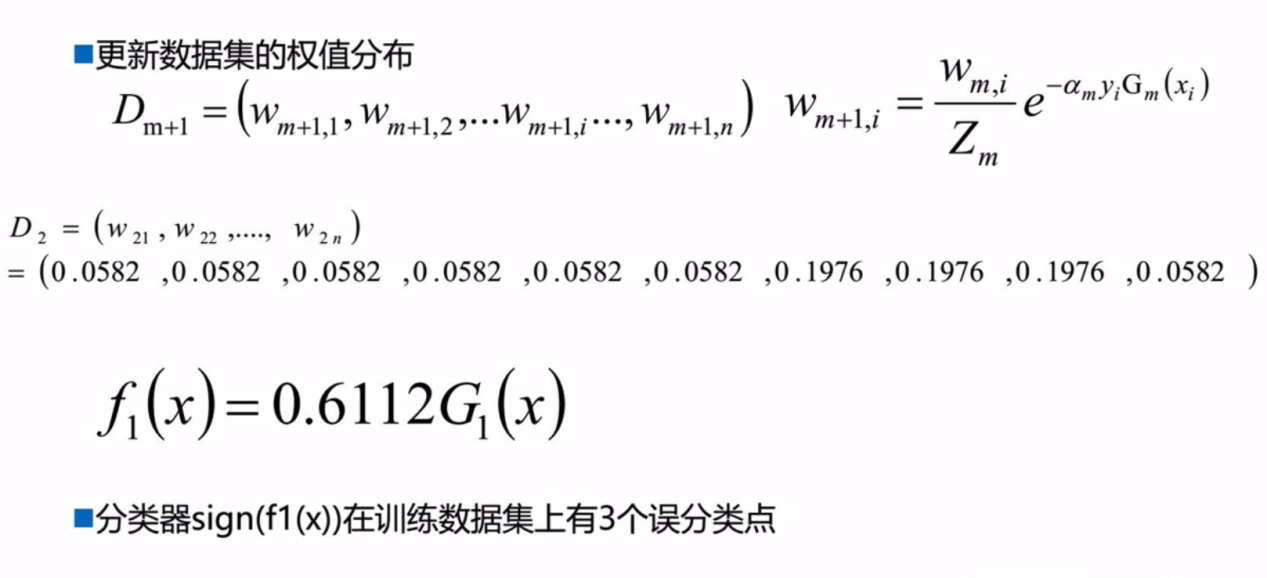 ■更新数据集的权值分布
D_{m+1} = (w_{m+1,1}, w_{m+1,2}, ...w_{m+1,i}..., w_{m+1,n})  w_{m+1,i} = \frac{w_{m,i}}{Z_m} e^{-α_m y_i G_m(x_i)}
D_2 = (w_{21}, w_{22}, ...., w_{2n})
= (0.0582 ,0.0582 ,0.0582 ,0.0582 ,0.0582 ,0.0582 ,0.1976 ,0.1976 ,0.1976 ,0.0582 )
f_1(x) = 0.6112G_1(x)
■分类器sign(f1(x))在训练数据集上有3个误分类点